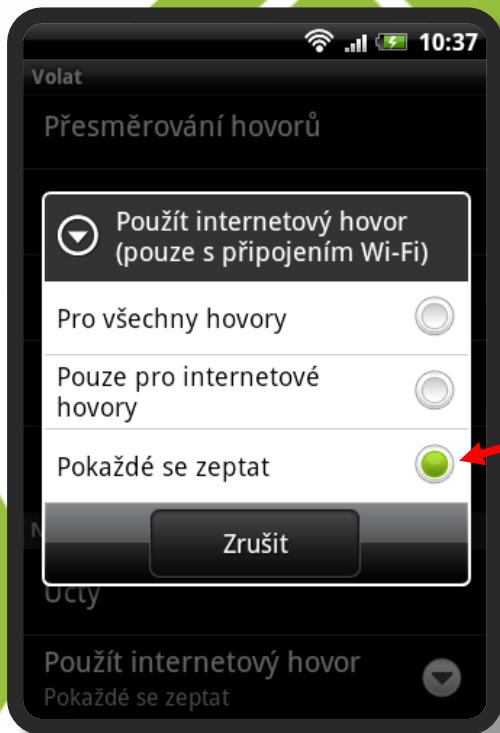 10:37
Volat
Přesměrování hovorů
Použít internetový hovor
(pouze s připojením Wi-Fi)
Pro všechny hovory
Pouze pro internetové
hovory
Pokaždé se zeptat
Zrušit
Účty
Použít internetový hovor
Pokaždé se zeptat